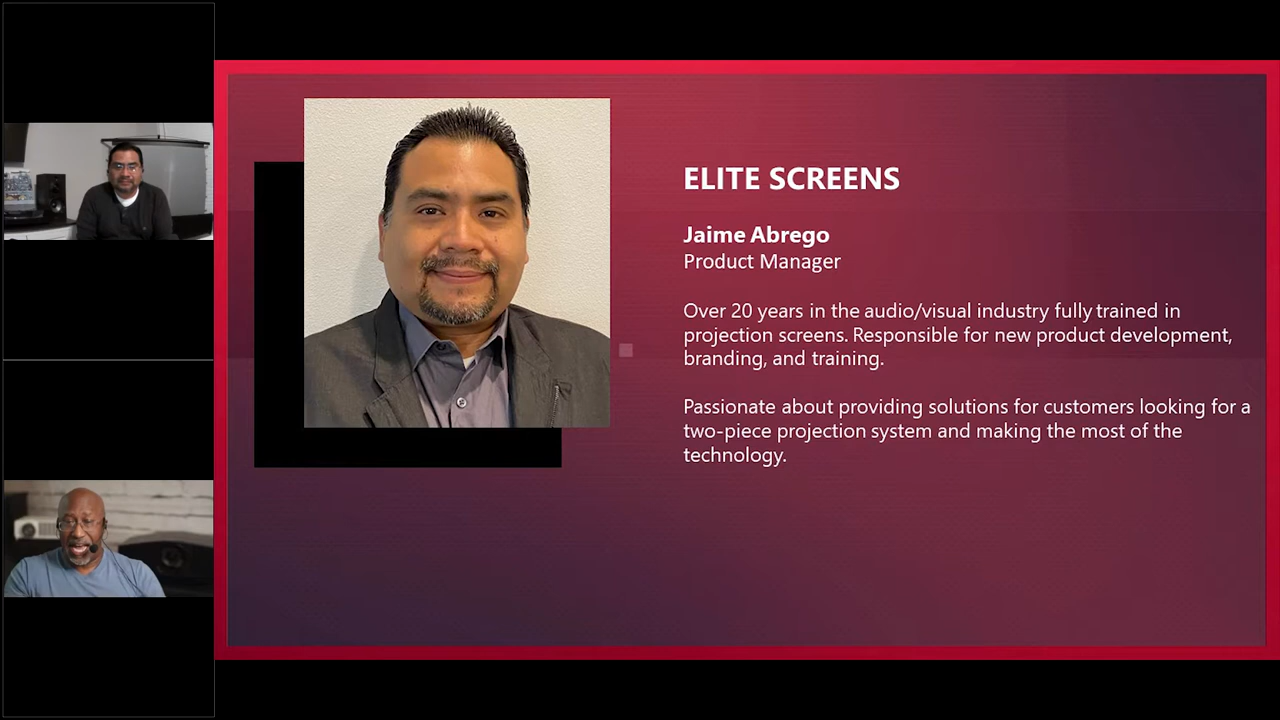 ELITE SCREENS
Jaime Abrego
Product Manager
Over 20 years in the audio/visual industry fully trained in
projection screens. Responsible for new product development,
branding, and training.
Passionate about providing solutions for customers looking for a
two-piece projection system and making the most of the
technology.